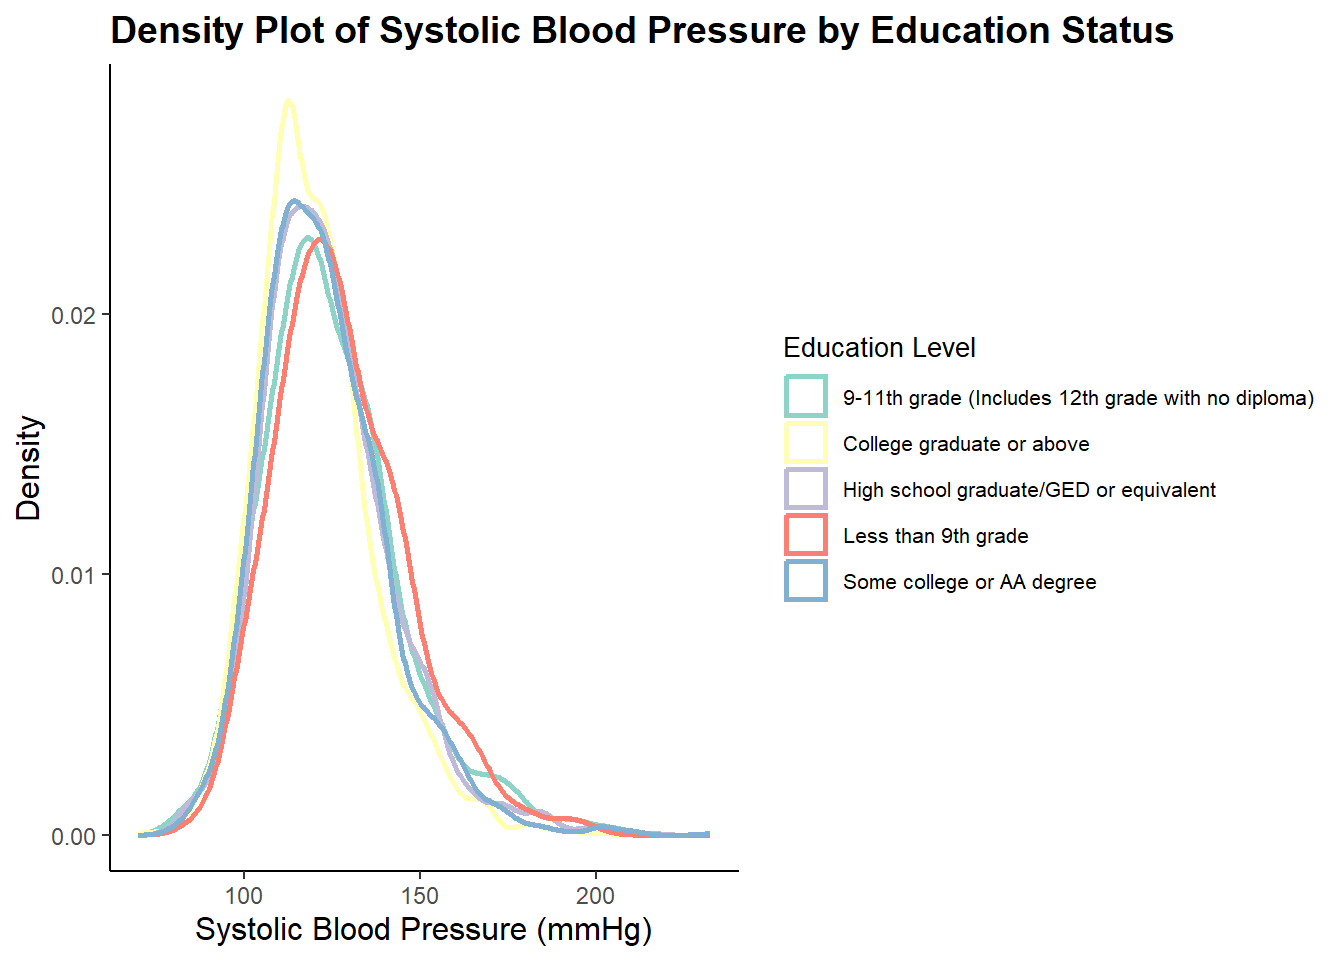 Density Plot of Systolic Blood Pressure by Education Status
Density
0.02
0.01
0.00
100 150 200
Systolic Blood Pressure (mmHg)
Education Level
9-11th grade (Includes 12th grade with no diploma)
College graduate or above
High school graduate/GED or equivalent
Less than 9th grade
Some college or AA degree